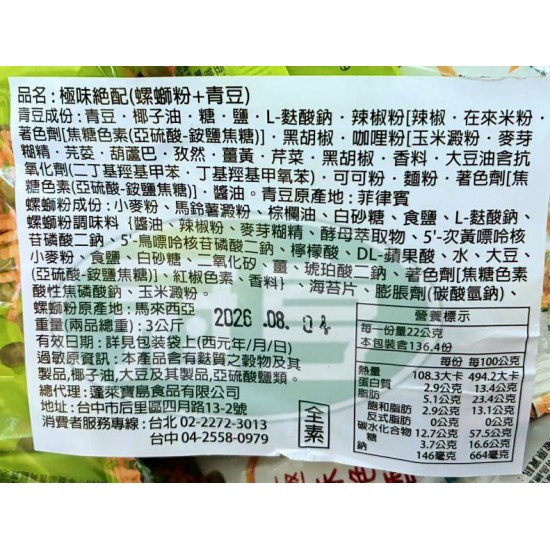 品名：極味絕配(螺螄粉+青豆)
青豆成份：青豆、椰子油、糖、鹽、L-麩酸鈉、辣椒粉[辣椒、在來米粉、
著色劑[焦糖色素(亞硫酸-銨鹽焦糖)]、黑胡椒、咖哩粉[玉米澱粉、麥芽
糊精、芫荽、葫蘆巴、孜然、薑黃、芹菜、黑胡椒、香料、大豆油含抗
氧化劑(二丁基羥基甲苯、丁基羥基甲氧苯)、可可粉、麵粉、著色劑[焦
糖色素(亞硫酸-銨鹽焦糖)]、醬油。青豆原產地：菲律賓
螺螄粉成份：小麥粉、馬鈴薯澱粉、棕櫚油、白砂糖、食鹽、L-麩酸鈉、
螺螄粉調味料{醬油、辣椒粉、麥芽糊精、酵母萃取物、5'-次黃嘌呤核
苷磷酸二鈉、5'-鳥嘌呤核苷磷酸二鈉、檸檬酸、DL-蘋果酸、水、大豆、
小麥粉、食鹽、白砂糖、二氧化矽、薑、琥珀酸二鈉、著色劑[焦糖色素
(亞硫酸-銨鹽焦糖)]、紅椒色素、香料}、海苔片、膨脹劑(碳酸氫鈉、
酸性焦磷酸鈉、玉米澱粉。
螺螄粉原產地：馬來西亞
重量(兩品總重)：3公斤
2026.08.04
有效日期：詳見包裝袋上(西元年/月/日)
過敏原資訊：本產品含有麩質之穀物及其
製品,椰子油,大豆及其製品,亞硫酸鹽類。
總代理：蓬萊寶島食品有限公司
地址：台中市后里區四月路13-2號
消費者服務專線：台北 02-2272-3013
台中 04-2558-0979
全素
營養標示
每一份量22公克
本包裝含136.4份
每份 每100公克
熱量 108.3大卡 494.2大卡
蛋白質 2.9公克 13.4公克
脂肪 5.1公克 23.4公克
飽和脂肪 2.9公克 13.1公克
反式脂肪 0公克 0公克
碳水化合物 12.7公克 57.5公克
糖 3.7公克 16.6公克
鈉 146毫克 664毫克